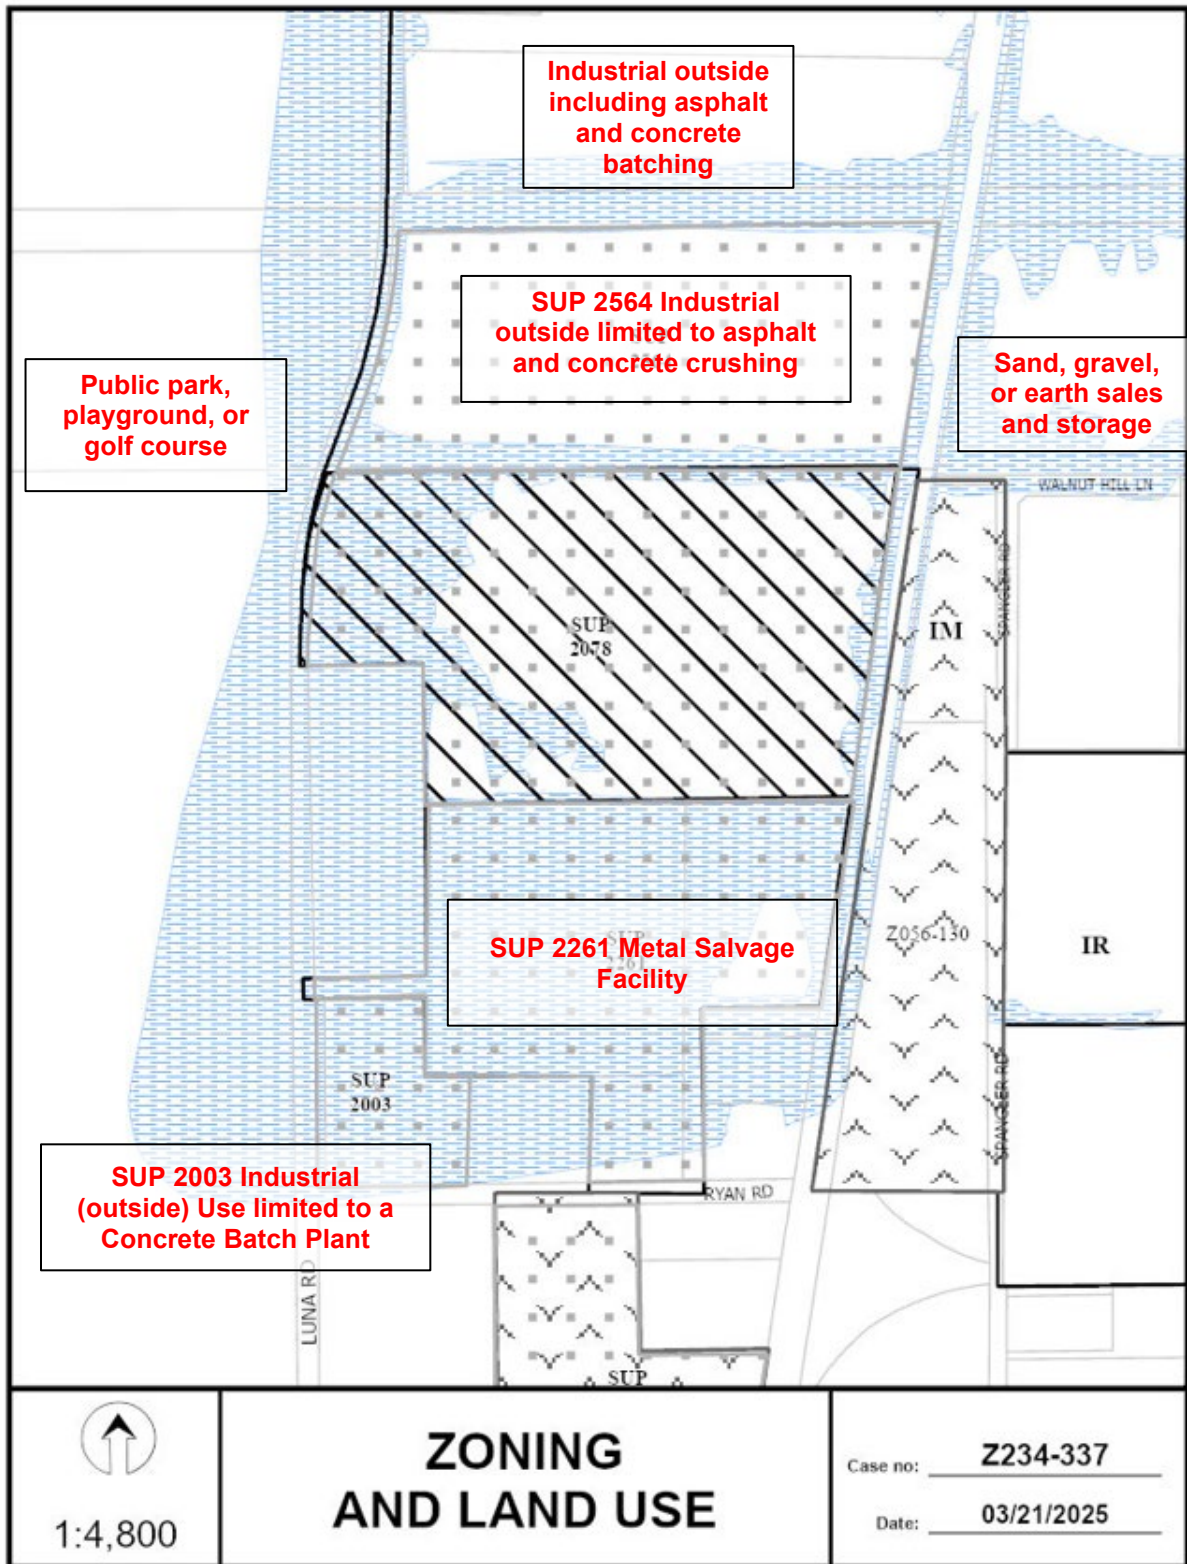 Industrial outside
including asphalt
and concrete
batching
SUP 2564 Industrial
outside limited to asphalt
and concrete crushing
Public park,
playground, or
golf course
Sand, gravel,
or earth sales
and storage
WALNUT HILL LN
SPANGLER RD
IM
SUP
2078
Z056-130
IR
SUP
2261
SUP 2261 Metal Salvage
Facility
SPANGLER RD
SUP
2003
SUP 2003 Industrial
(outside) Use limited to a
Concrete Batch Plant
RYAN RD
LUNA RD
SUP
1:4,800
ZONING
AND LAND USE
Case no: Z234-337
Date: 03/21/2025